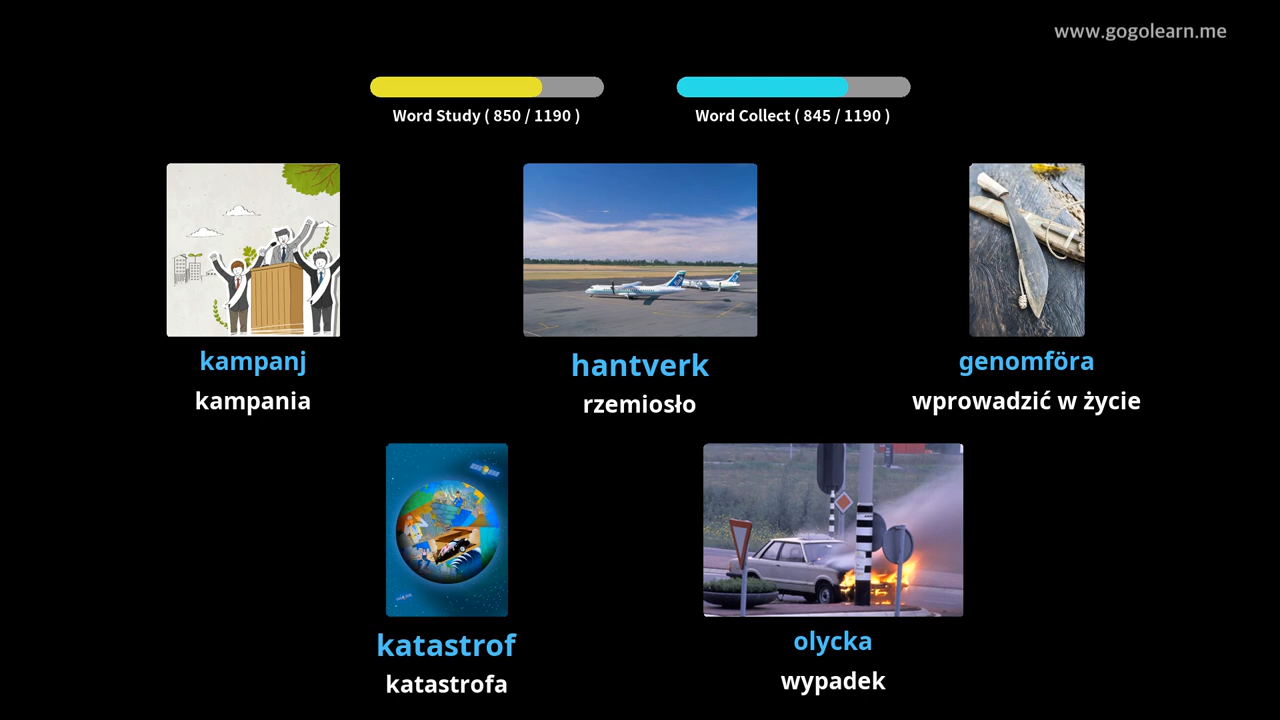 www.gogolearn.me
Word Study ( 850 / 1190 )
Word Collect ( 845 / 1190 )
kampanj
kampania
hantverk
rzemiosło
genomföra
wprowadzić w życie
katastrof
katastrofa
olycka
wypadek